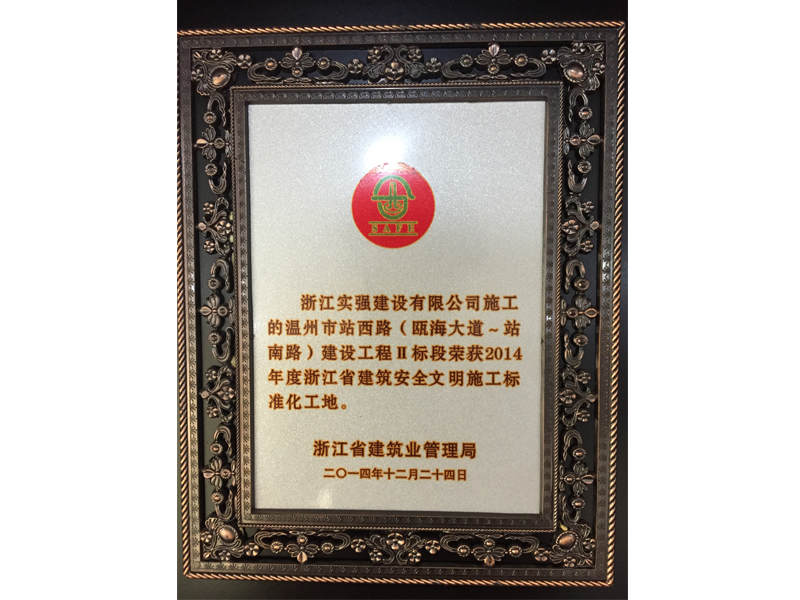 SAFE
浙江实强建设有限公司施工
的温州市站西路（瓯海大道～站
南路）建设工程Ⅱ标段荣获2014
年度浙江省建筑安全文明施工标
准化工地。
浙江省建筑业管理局
二〇一四年十二月二十四日